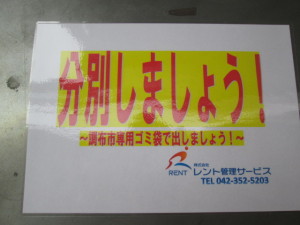 分別しましょう！
～調布市専用ゴミ袋で出しましょう！～
RENT
株式会社
レント管理サービス
TEL 042-352-5203